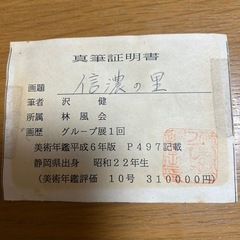 真筆証明書
画題 信濃の里
筆者 沢 健
所属 林風会
画歴 グループ展1回
美術年鑑平成6年版 P497記載
静岡県出身 昭和22年生
(美術年鑑評価 10号 310000円)